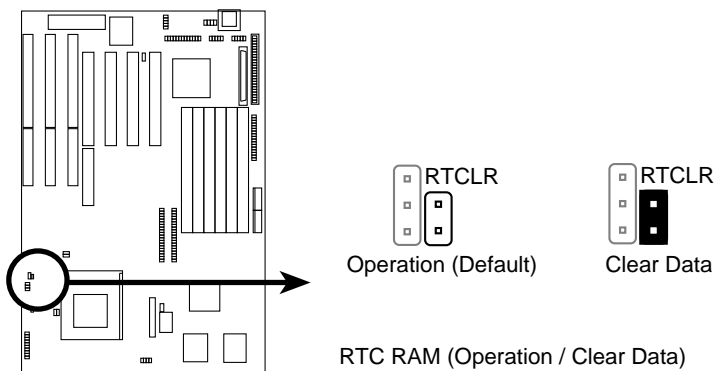 RTCLR
RTCLR
Operation (Default)
Clear Data
RTC RAM (Operation / Clear Data)